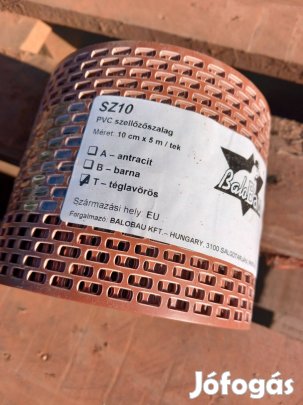 SZ10
PVC szellőzőszalag
Méret: 10 cm x 5 m / tek
A – antracit
B – barna
T – téglavörös
Származási hely EU
Forgalmazó: BALOBAU KFT.– HUNGARY, 3100
Jófogás